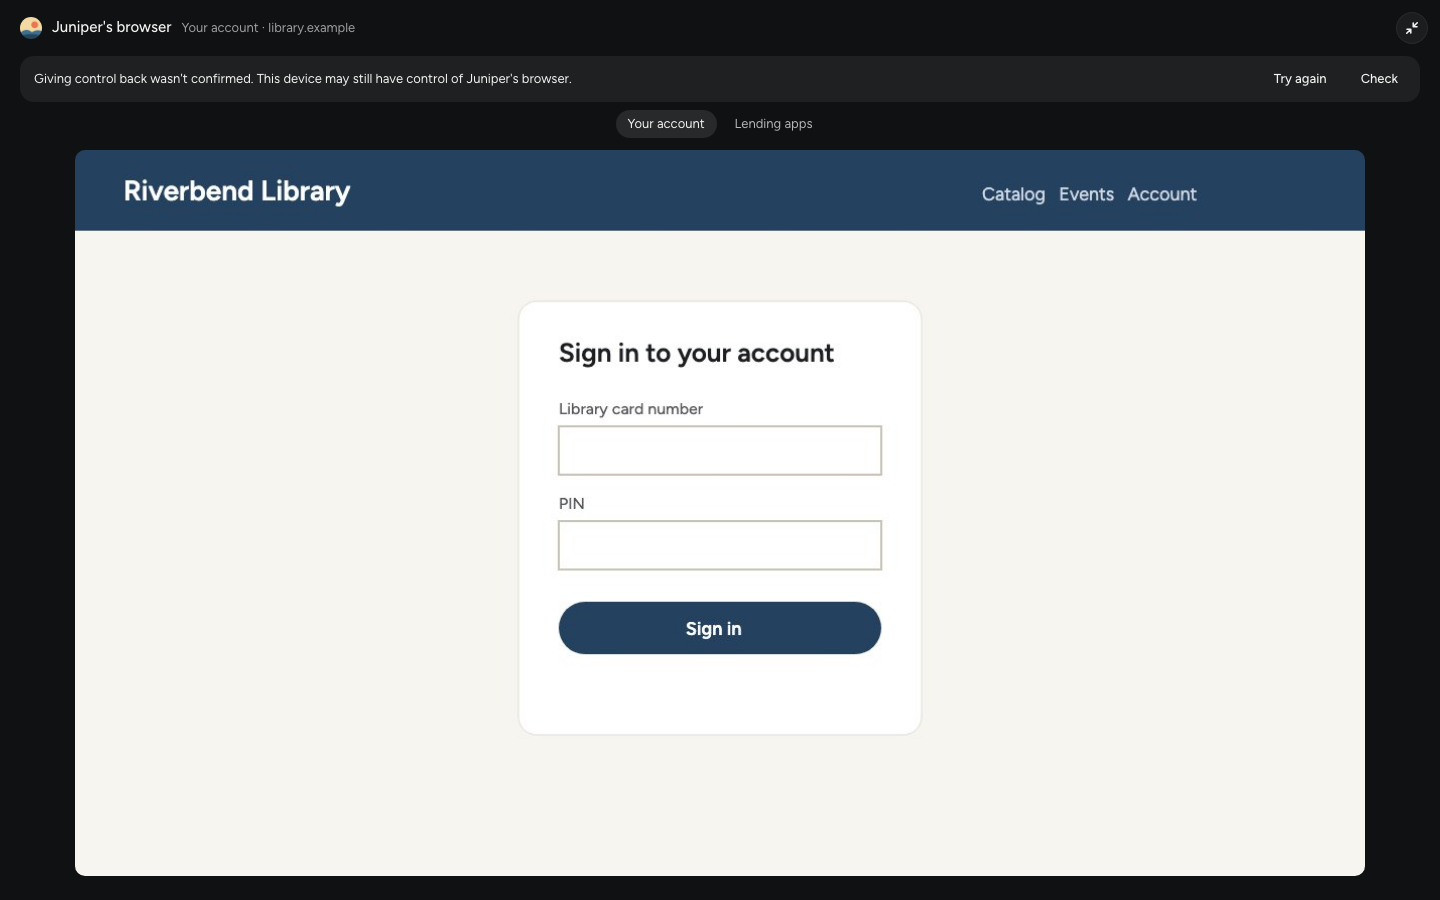 Juniper's browser Your account · library.example
Giving control back wasn't confirmed. This device may still have control of Juniper's browser. Try again Check
Your account Lending apps
Riverbend Library Catalog Events Account
Sign in to your account
Library card number
PIN
Sign in